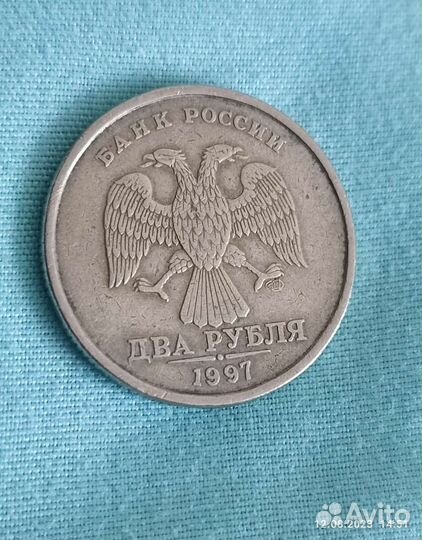 БАНК РОССИИ
ДВА РУБЛЯ
1997
Avito
12.08.2023 14:51